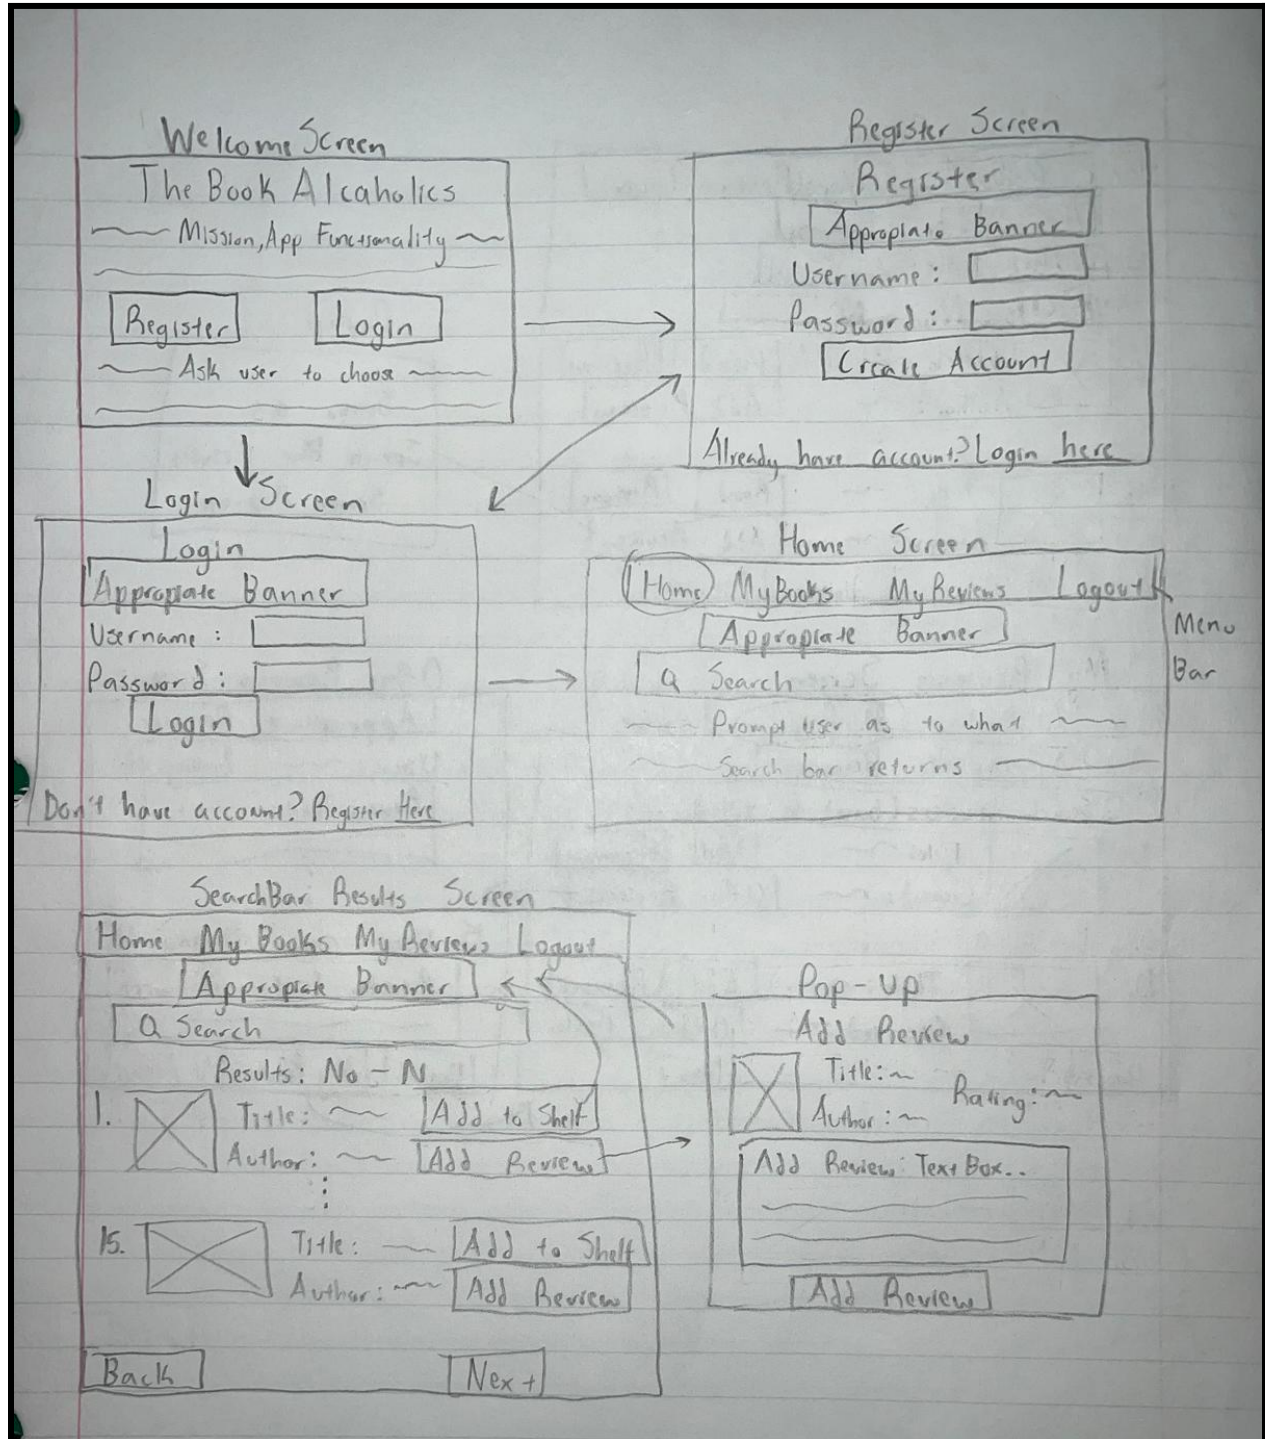 Welcome Screen
The Book Alcaholics
Mission, App Functionality
Register
Login
Ask user to choose
Register Screen
Register
Appropiate Banner
Username:
Password:
Create Account
Already have account? Login here
Login Screen
Login
Appropiate Banner
Username:
Password:
Login
Don't have account? Register Here
Home Screen
Home My Books My Reviews Logout
Menu
Bar
Appropiate Banner
Search
Prompt user as to what
Search bar returns
SearchBar Results Screen
Home My Books My Reviews Logout
Appropiate Banner
Search
Results: No - N
1.
Title:
Add to Shelf
Author:
Add Review
15.
Title:
Add to Shelf
Author:
Add Review
Back
Next
Pop-Up
Add Review
Title:
Author:
Rating:
Add Review: Text Box..
Add Review